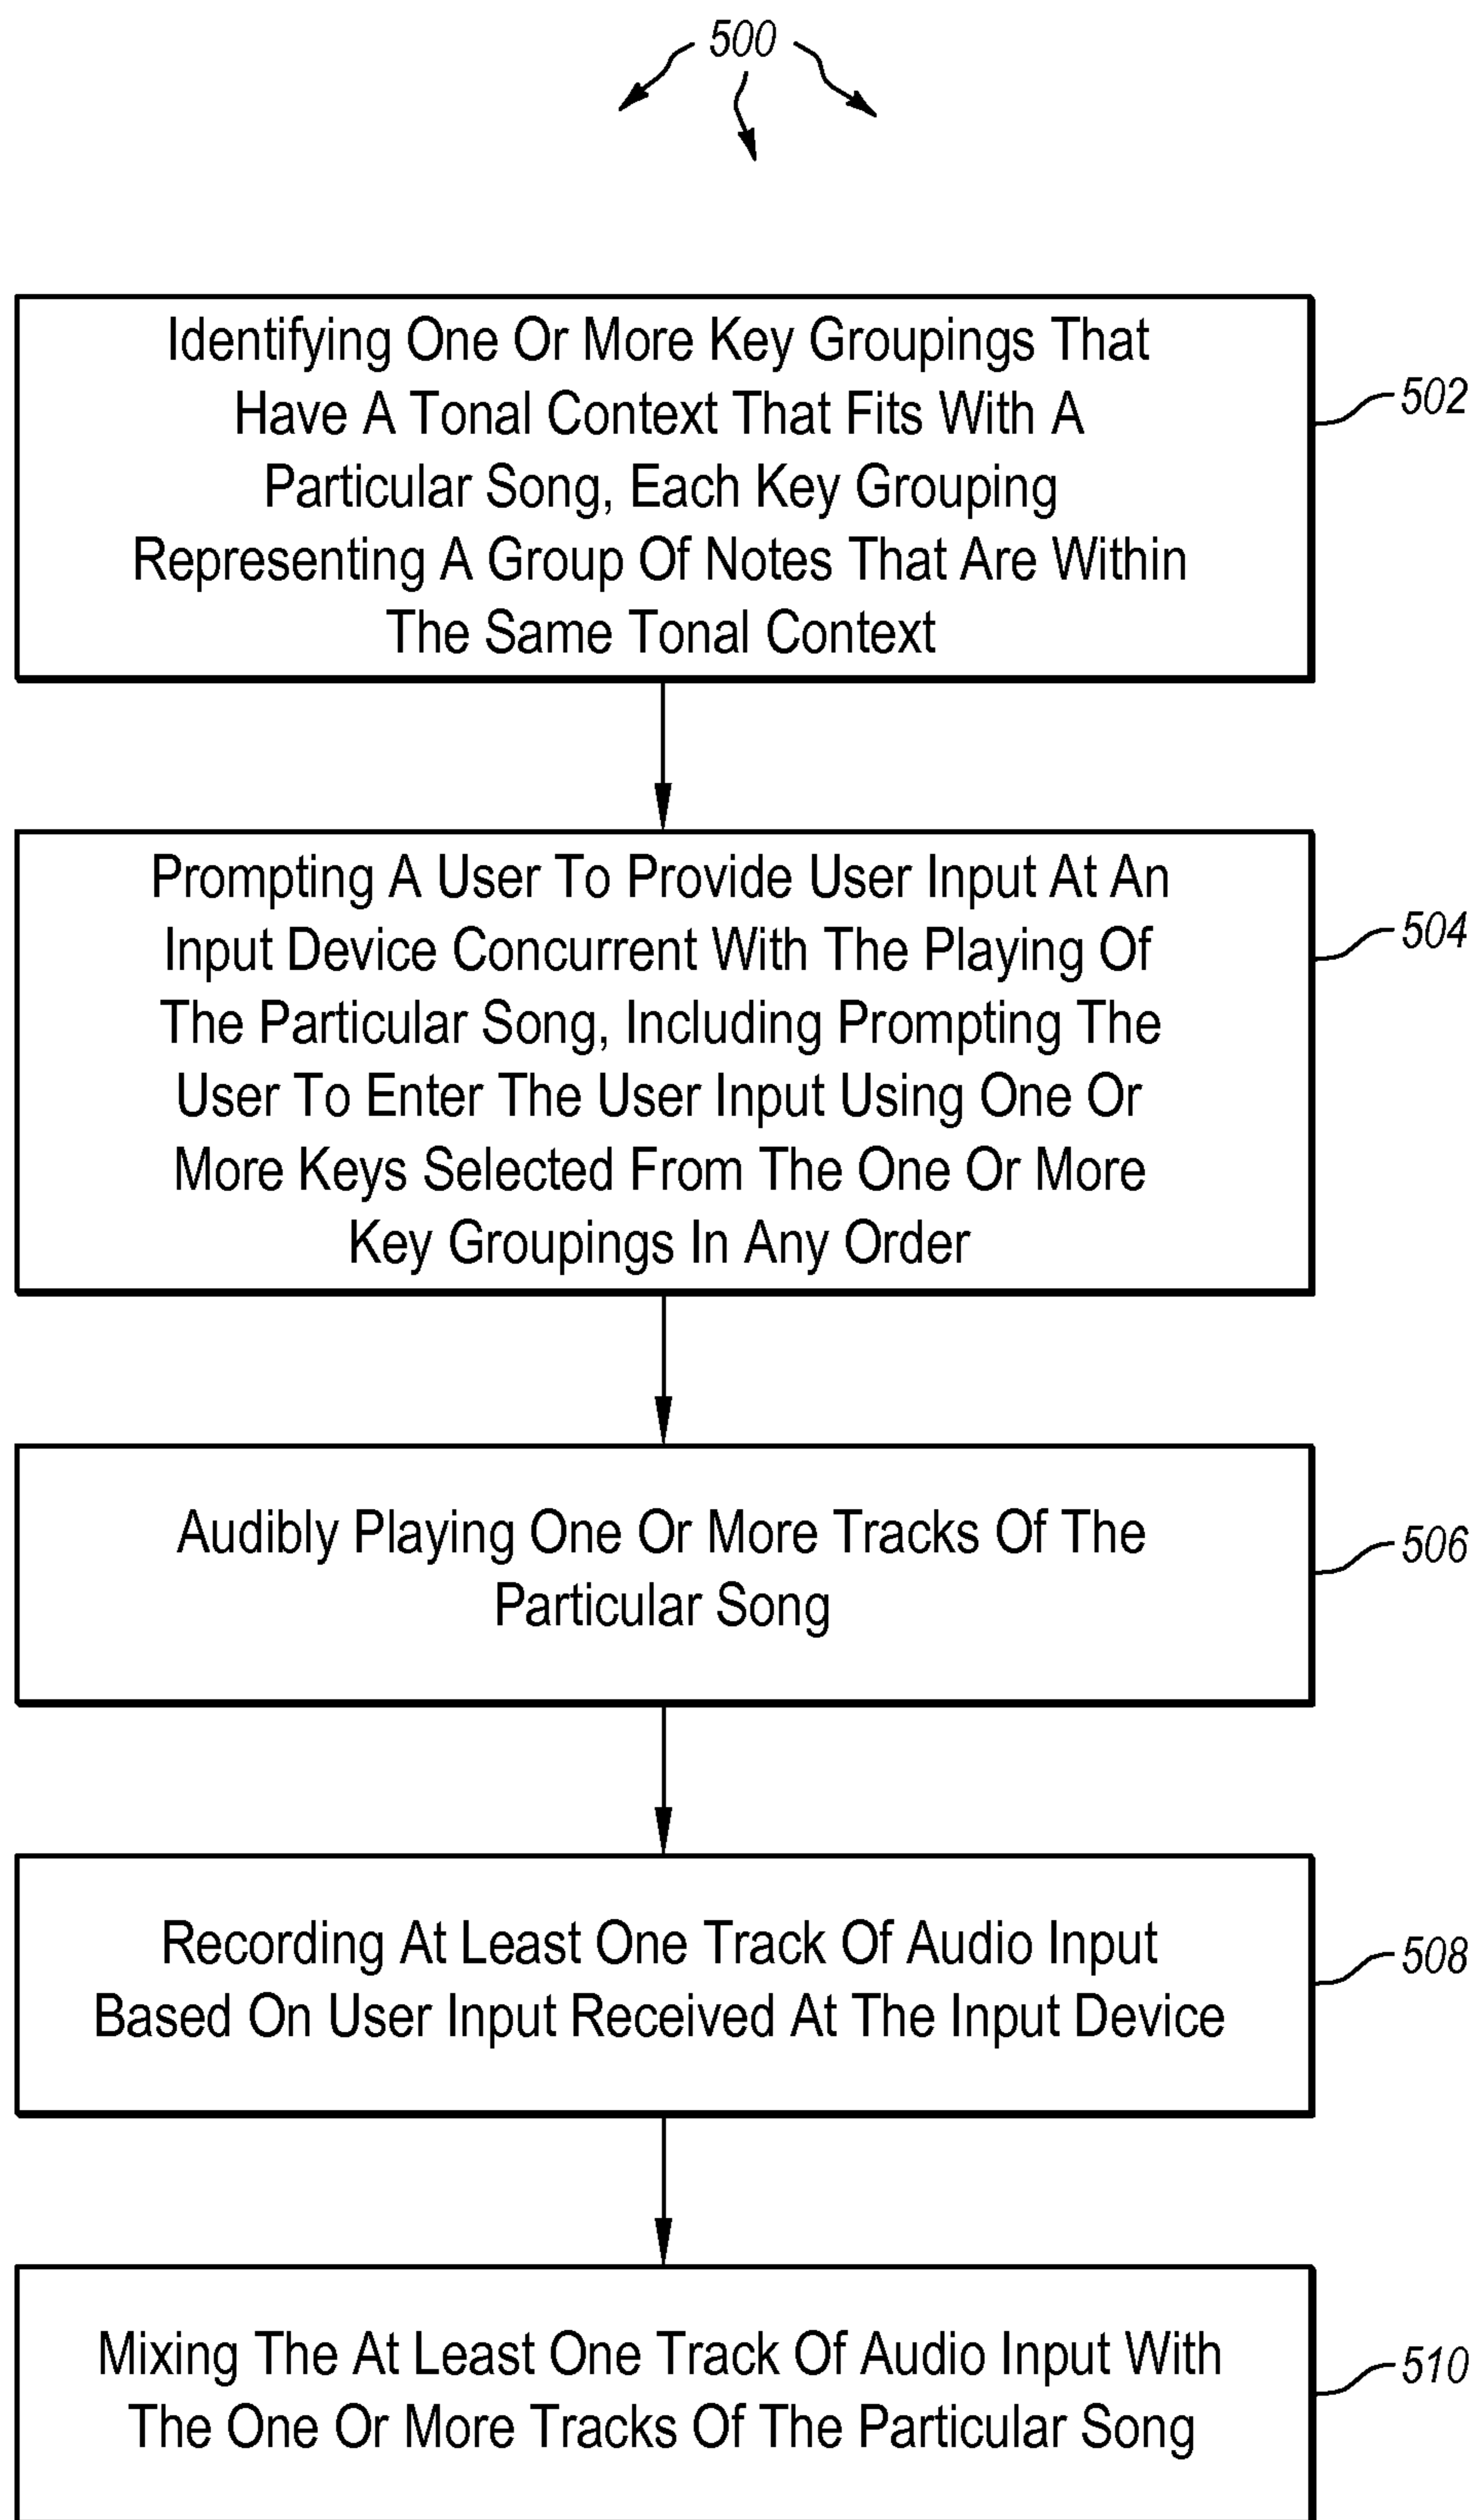 500
Identifying One Or More Key Groupings That
Have A Tonal Context That Fits With A
Particular Song, Each Key Grouping
Representing A Group Of Notes That Are Within
The Same Tonal Context
502
Prompting A User To Provide User Input At An
Input Device Concurrent With The Playing Of
The Particular Song, Including Prompting The
User To Enter The User Input Using One Or
More Keys Selected From The One Or More
Key Groupings In Any Order
504
Audibly Playing One Or More Tracks Of The
Particular Song
506
Recording At Least One Track Of Audio Input
Based On User Input Received At The Input Device
508
Mixing The At Least One Track Of Audio Input With
The One Or More Tracks Of The Particular Song
510